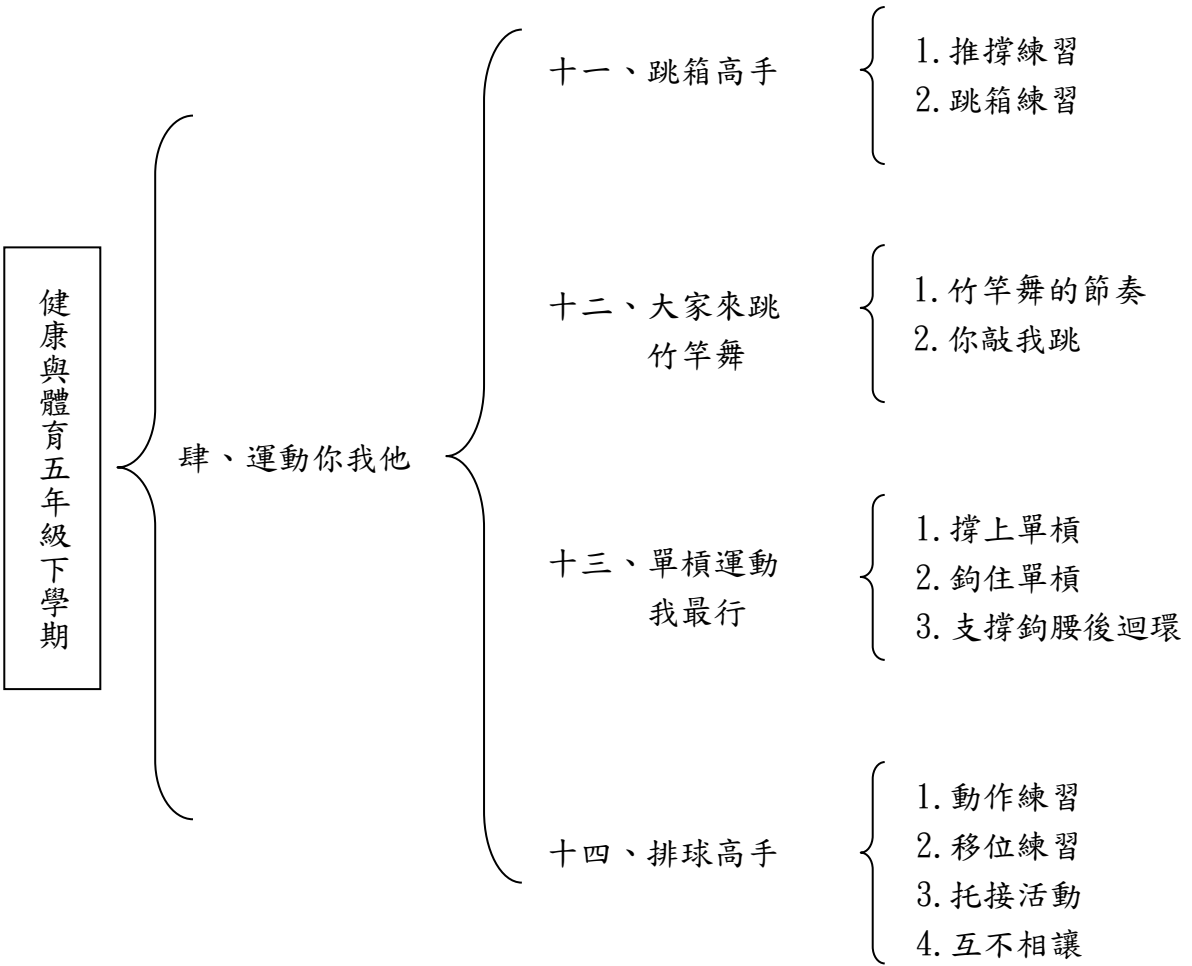 健康與體育五年級下學期
肆、運動你我他
十一、跳箱高手
1.推撐練習
2.跳箱練習
十二、大家來跳
竹竿舞
1.竹竿舞的節奏
2.你敲我跳
十三、單槓運動
我最行
1.撐上單槓
2.鉤住單槓
3.支撐鉤腰後迴環
十四、排球高手
1.動作練習
2.移位練習
3.托接活動
4.互不相讓